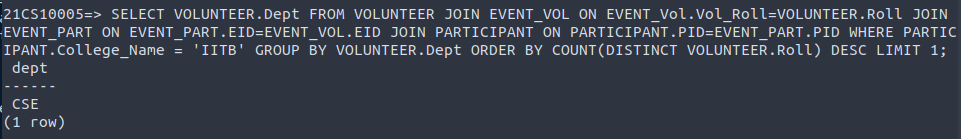 21CS10005=> SELECT VOLUNTEER.Dept FROM VOLUNTEER JOIN EVENT_VOL ON EVENT_Vol.Vol_Roll=VOLUNTEER.Roll JOIN
EVENT_PART ON EVENT_PART.EID=EVENT_VOL.EID JOIN PARTICIPANT ON PARTICIPANT.PID=EVENT_PART.PID WHERE PARTIC
IPANT.College_Name = 'IITB' GROUP BY VOLUNTEER.Dept ORDER BY COUNT(DISTINCT VOLUNTEER.Roll) DESC LIMIT 1;
 dept
------
 CSE
(1 row)